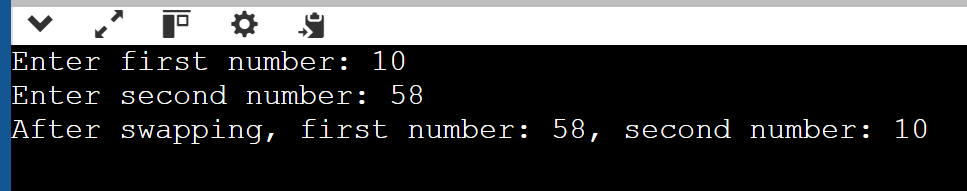 Enter first number: 10
Enter second number: 58
After swapping, first number: 58, second number: 10